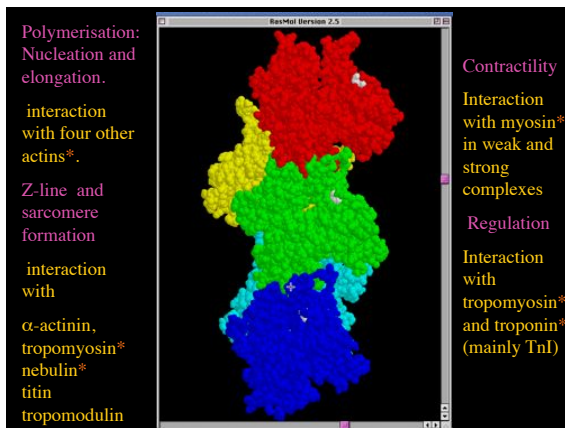 RasMol Version 2.5
Polymerisation:
Nucleation and
elongation.
interaction
with four other
actins*.
Z-line and
sarcomere
formation
interaction
with
α-actinin,
tropomyosin*
nebulin*
titin
tropomodulin
Contractility
Interaction
with myosin*
in weak and
strong
complexes
Regulation
Interaction
with
tropomyosin*
and troponin*
(mainly TnI)